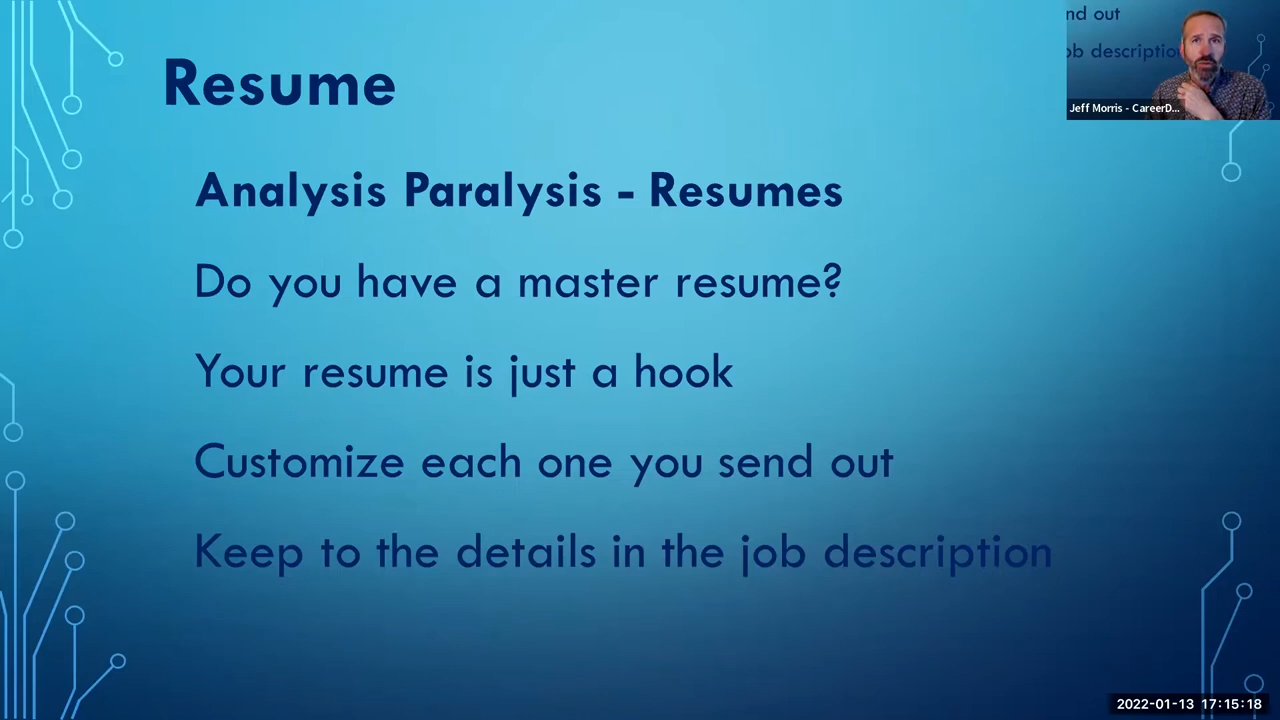 Resume
Analysis Paralysis - Resumes
Do you have a master resume?
Your resume is just a hook
Customize each one you send out
Keep to the details in the job description
nd out
ob description
Jeff Morris - CareerD...
2022-01-13 17:15:18